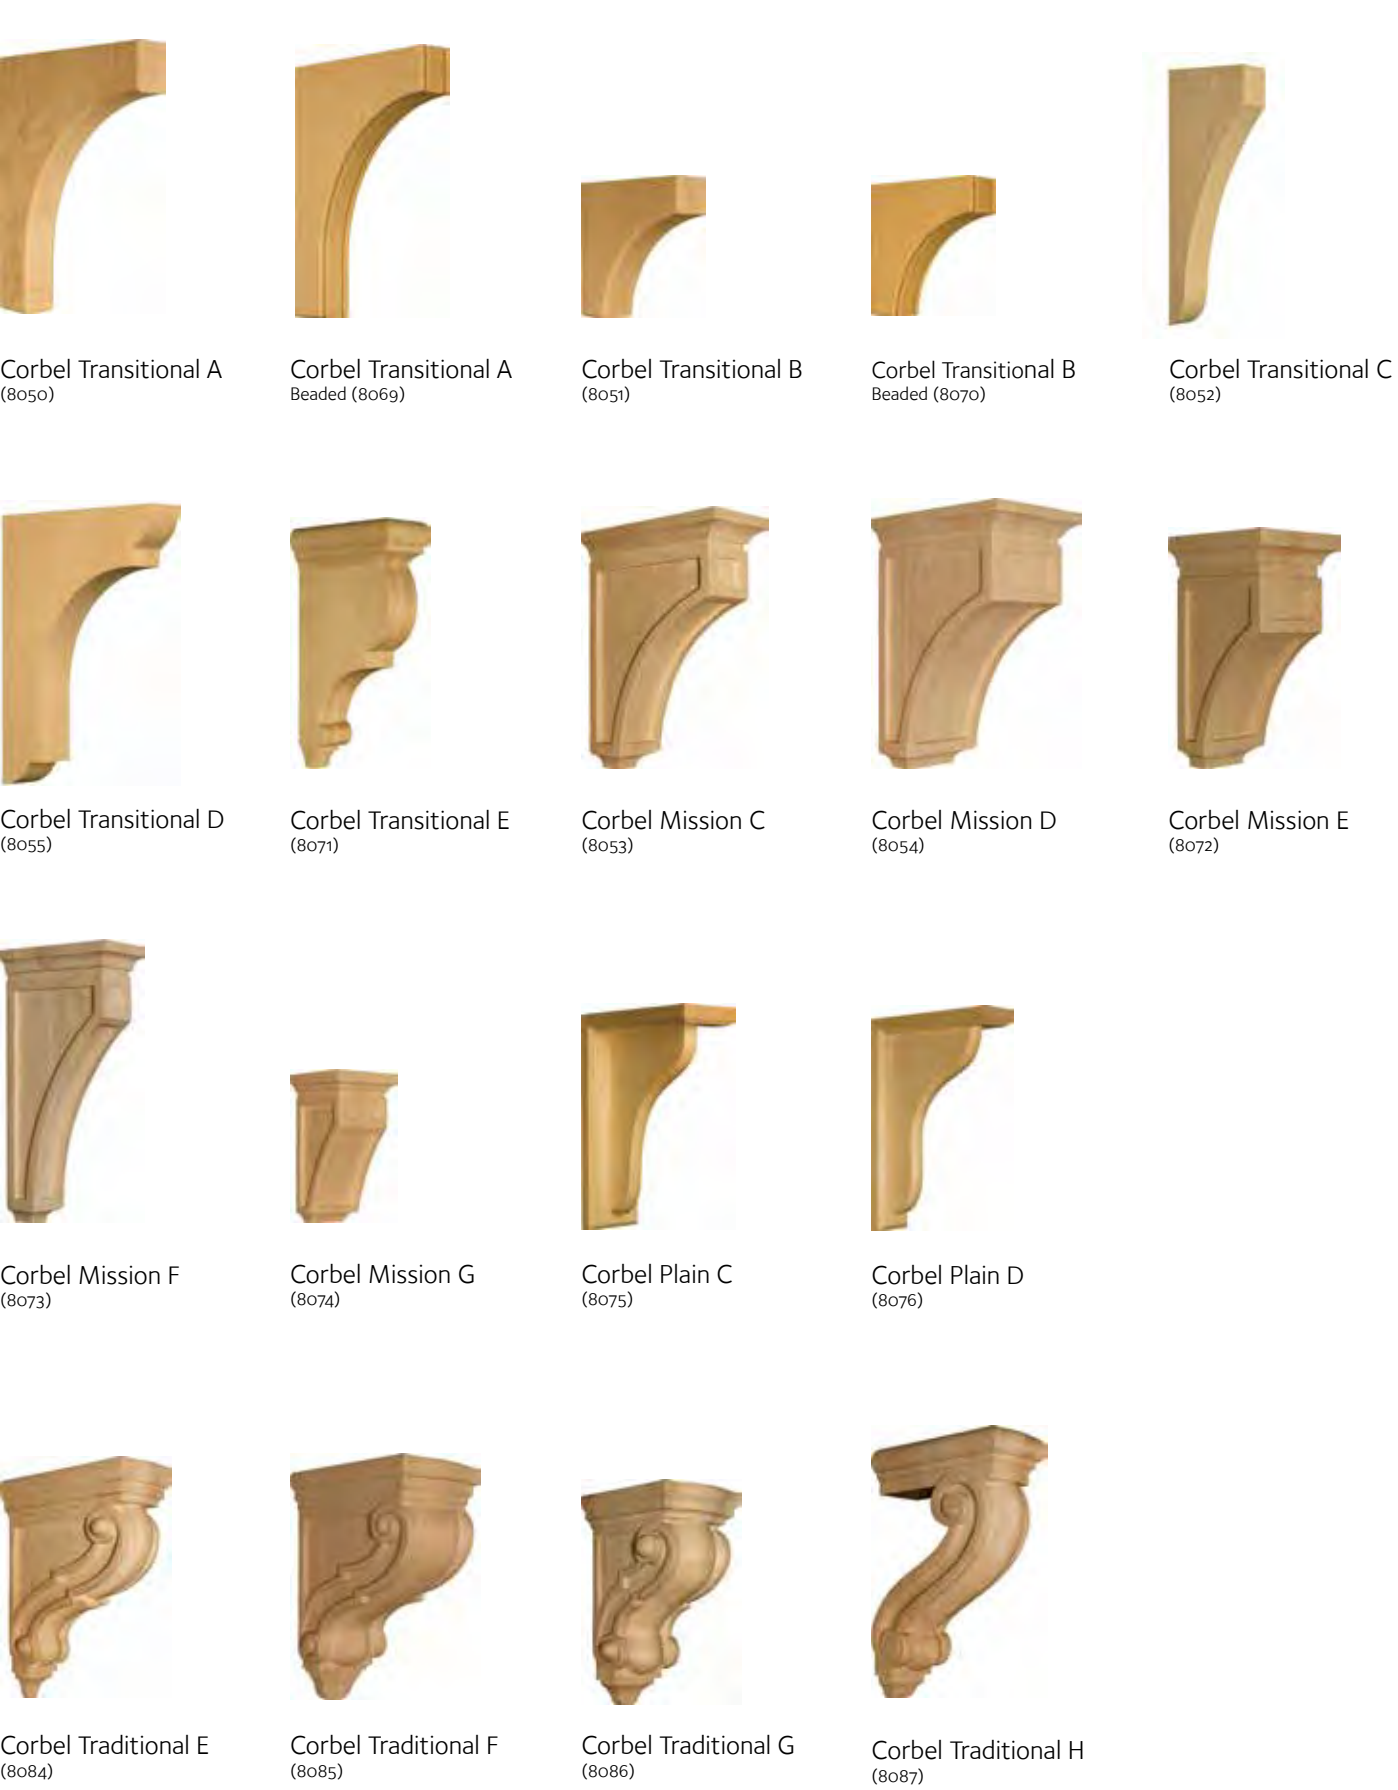 Corbel Transitional A
(8050)
Corbel Transitional A
Beaded (8069)
Corbel Transitional B
(8051)
Corbel Transitional B
Beaded (8070)
Corbel Transitional C
(8052)
Corbel Transitional D
(8055)
Corbel Transitional E
(8071)
Corbel Mission C
(8053)
Corbel Mission D
(8054)
Corbel Mission E
(8072)
Corbel Mission F
(8073)
Corbel Mission G
(8074)
Corbel Plain C
(8075)
Corbel Plain D
(8076)
Corbel Traditional E
(8084)
Corbel Traditional F
(8085)
Corbel Traditional G
(8086)
Corbel Traditional H
(8087)